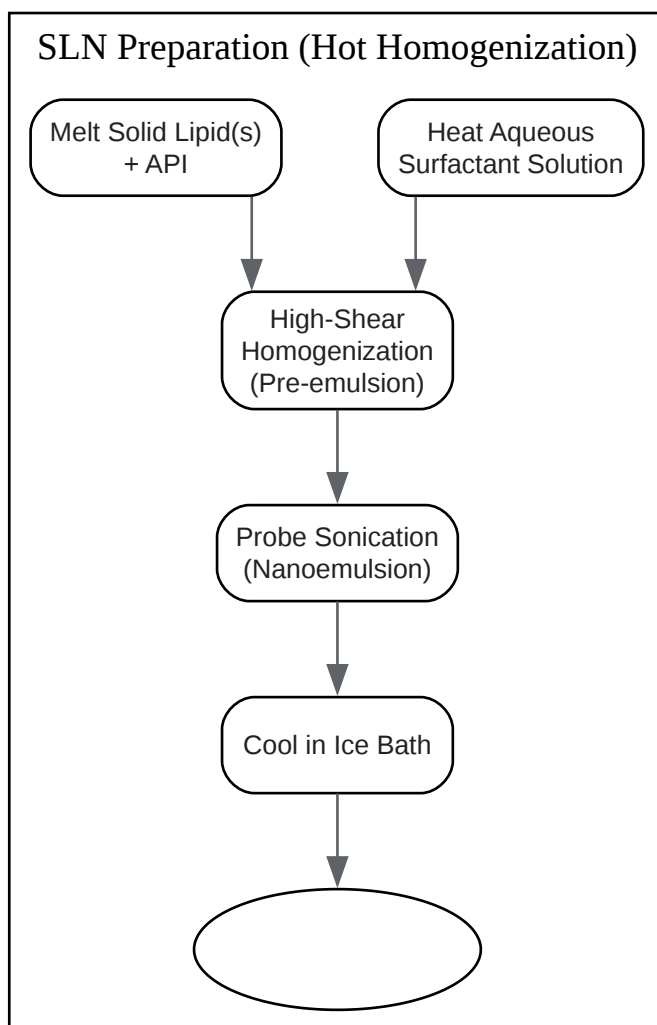 SLN Preparation (Hot Homogenization)
Melt Solid Lipid(s)
+ API
Heat Aqueous
Surfactant Solution
High-Shear
Homogenization
(Pre-emulsion)
Probe Sonication
(Nanoemulsion)
Cool in Ice Bath